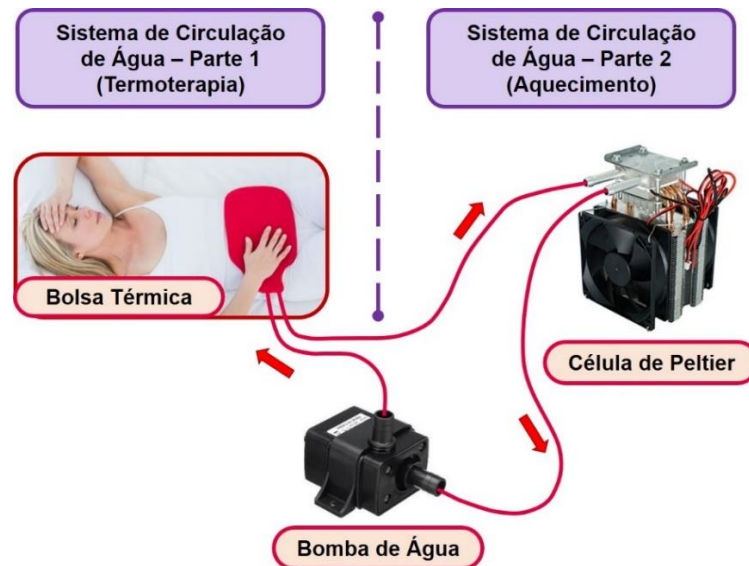 Sistema de Circulação
de Água – Parte 1
(Termoterapia)
Sistema de Circulação
de Água – Parte 2
(Aquecimento)
Bolsa Térmica
Célula de Peltier
Bomba de Água